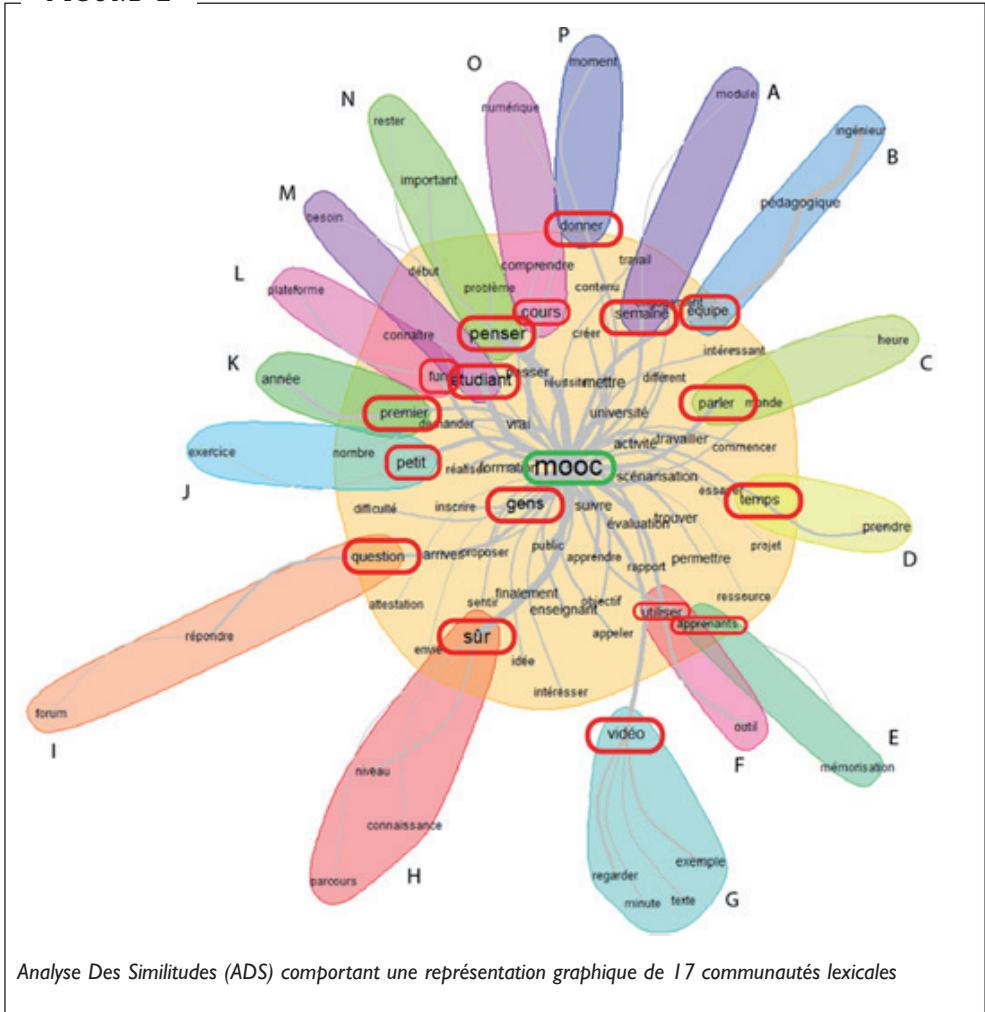 P
moment
O
A
module
numérique
N
rester
ingénieur
B
important
pédagogique
M
besoin
donner
travail
comprendre
L
début
contenu
plateforme
problème
cours
semaine
équipe
penser
créer
connaître
heure
intéressant
C
K
étudiant
réussite
mettre
différent
année
premier
parler
monde
université
demander
vrai
activité
travailler
commencer
exercice
nombre
petit
réaliser
formation
mooc
scénarisation
J
essayer
temps
gens
difficulté
inscrire
suivre
trouver
évaluation
prendre
public
projet
question
arriver
proposer
apprendre
permettre
D
rapport
attestation
sentir
finalement
objectif
ressource
enseignant
utiliser
apprenants
répondre
sûr
appeler
envie
idée
intéresser
forum
I
vidéo
outil
E
F
niveau
mémorisation
connaissance
exemple
H
regarder
parcours
minute
texte
G
Analyse Des Similitudes (ADS) comportant une représentation graphique de 17 communautés lexicales